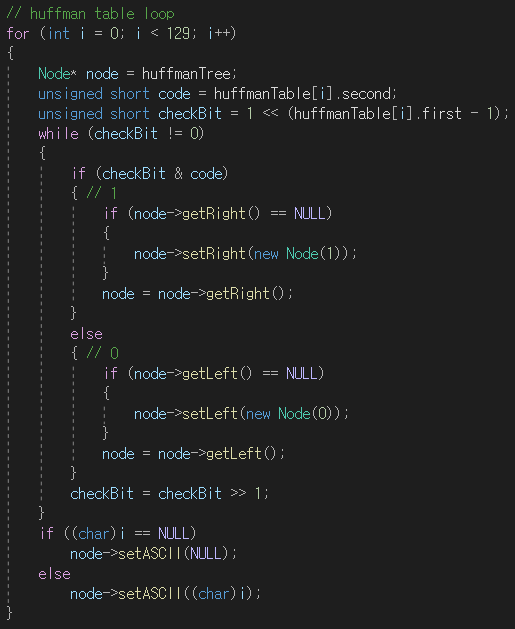 // huffman table loop
for (int i = 0; i < 129; i++)
{
    Node* node = huffmanTree;
    unsigned short code = huffmanTable[i].second;
    unsigned short checkBit = 1 << (huffmanTable[i].first - 1);
    while (checkBit != 0)
    {
        if (checkBit & code)
        { // 1
            if (node->getRight() == NULL)
            {
                node->setRight(new Node(1));
            }
            node = node->getRight();
        }
        else
        { // 0
            if (node->getLeft() == NULL)
            {
                node->setLeft(new Node(0));
            }
            node = node->getLeft();
        }
        checkBit = checkBit >> 1;
    }
    if ((char)i == NULL)
        node->setASCII(NULL);
    else
        node->setASCII((char)i);
}